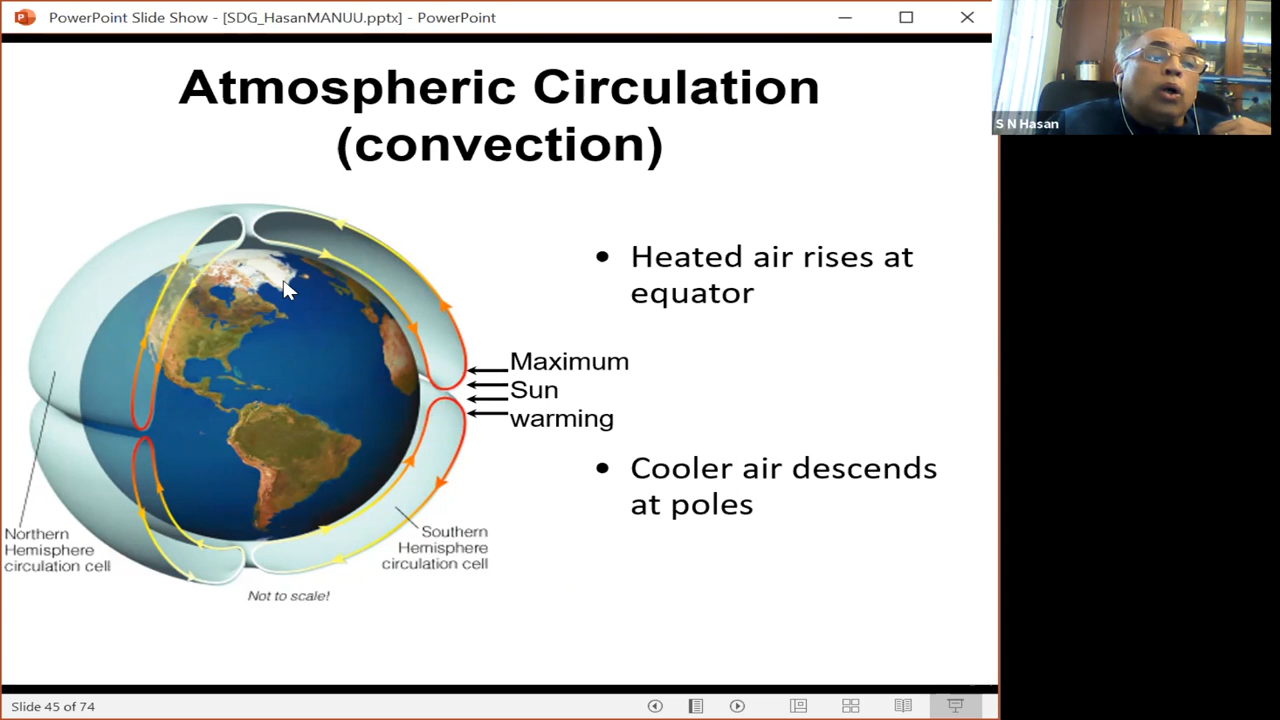 PowerPoint Slide Show - [SDG_HasanMANUU.pptx] - PowerPoint
Atmospheric Circulation
(convection)
S N Hasan
• Heated air rises at
equator
Maximum
Sun
warming
• Cooler air descends
at poles
Northern
Hemisphere
circulation cell
Southern
Hemisphere
circulation cell
Not to scale!
Slide 45 of 74